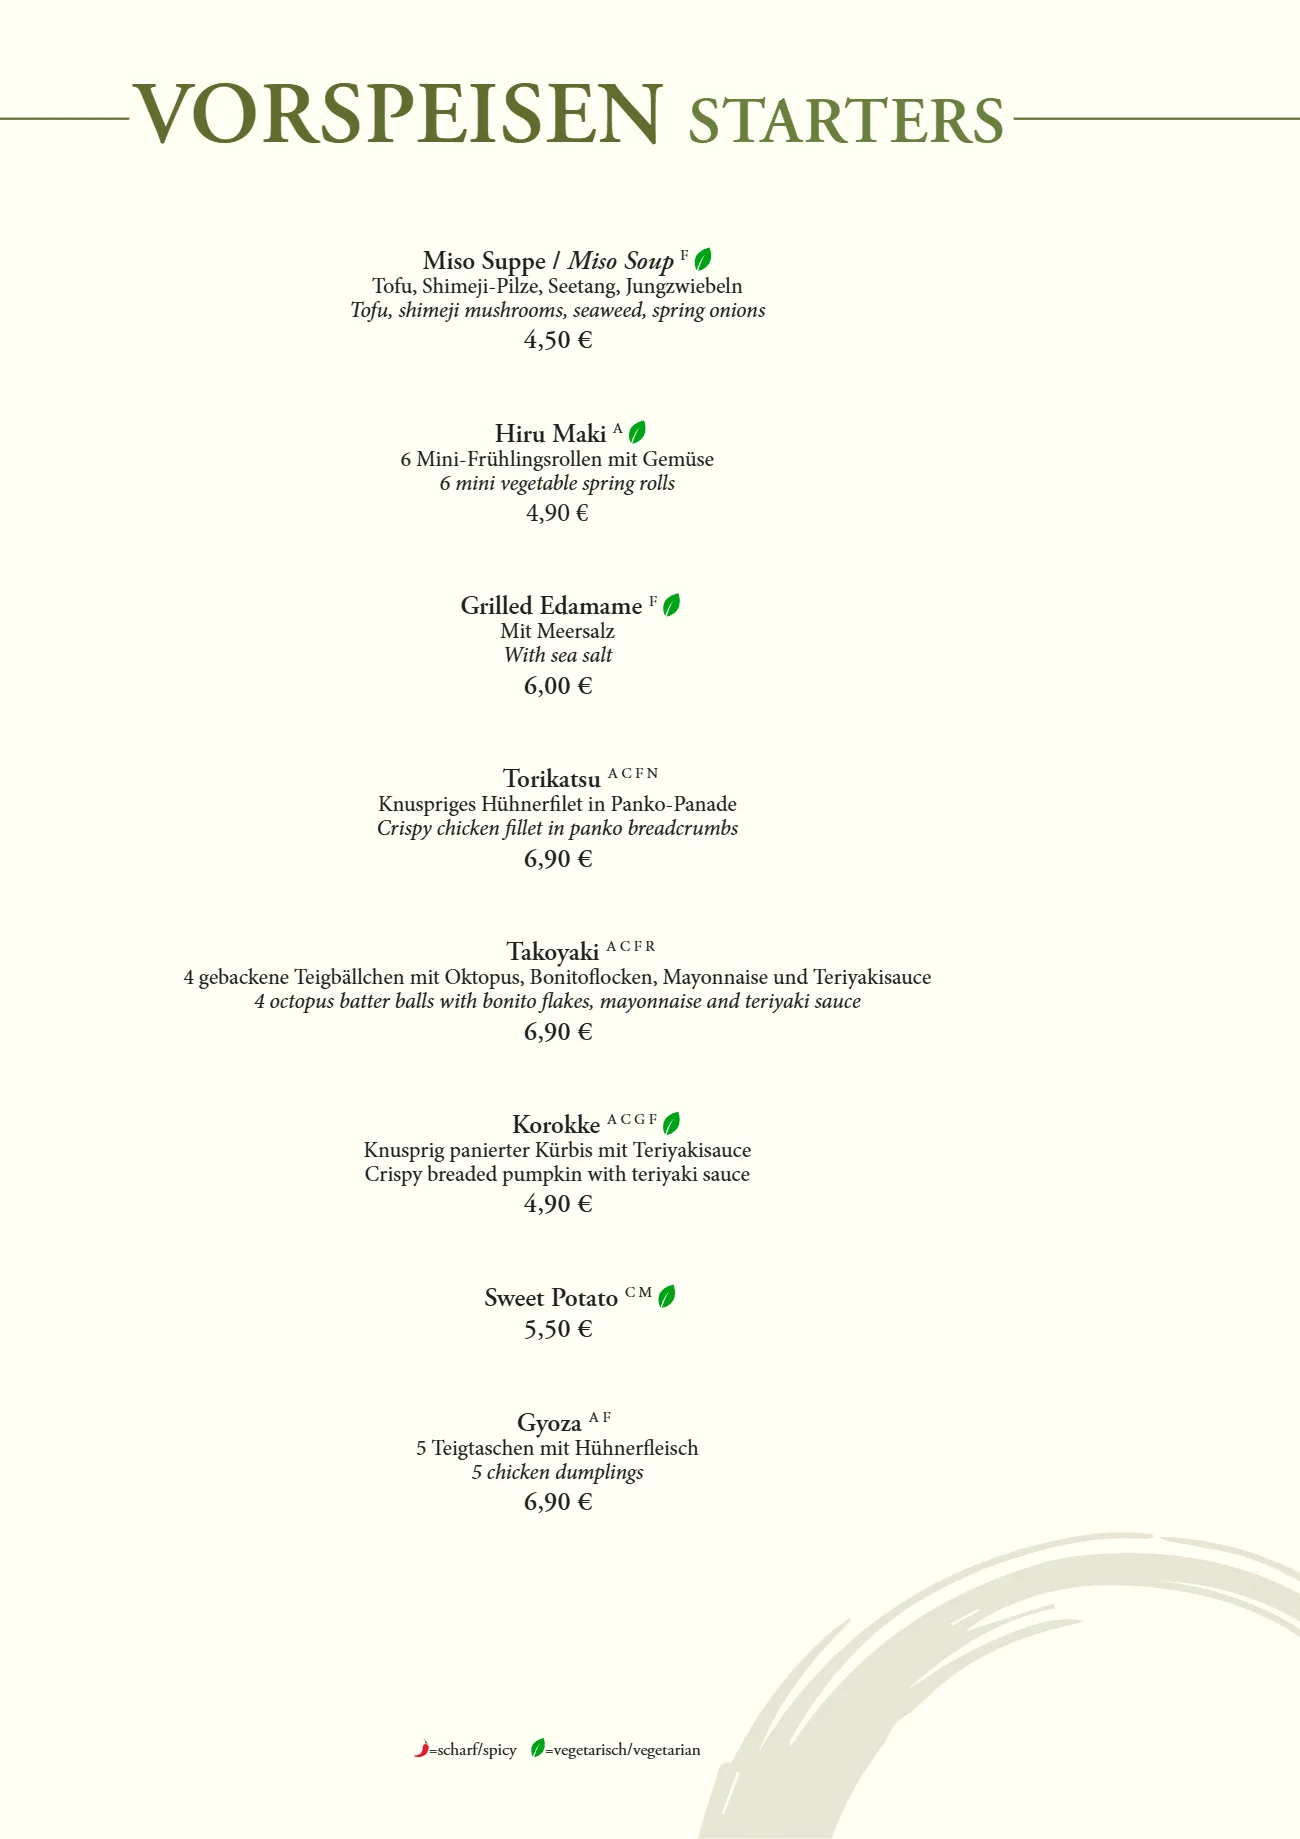 VORSPEISEN STARTERS
Miso Suppe / Miso Soup F
Tofu, Shimeji-Pilze, Seetang, Jungzwiebeln
Tofu, shimeji mushrooms, seaweed, spring onions
4,50 €
Hiru Maki A
6 Mini-Frühlingsrollen mit Gemüse
6 mini vegetable spring rolls
4,90 €
Grilled Edamame F
Mit Meersalz
With sea salt
6,00 €
Torikatsu A C F N
Knuspriges Hühnerfilet in Panko-Panade
Crispy chicken fillet in panko breadcrumbs
6,90 €
Takoyaki A C F R
4 gebackene Teigbällchen mit Oktopus, Bonitoflocken, Mayonnaise und Teriyakisauce
4 octopus batter balls with bonito flakes, mayonnaise and teriyaki sauce
6,90 €
Korokke A C G F
Knusprig panierter Kürbis mit Teriyakisauce
Crispy breaded pumpkin with teriyaki sauce
4,90 €
Sweet Potato C M
5,50 €
Gyoza A F
5 Teigtaschen mit Hühnerfleisch
5 chicken dumplings
6,90 €
=scharf/spicy =vegetarisch/vegetarian